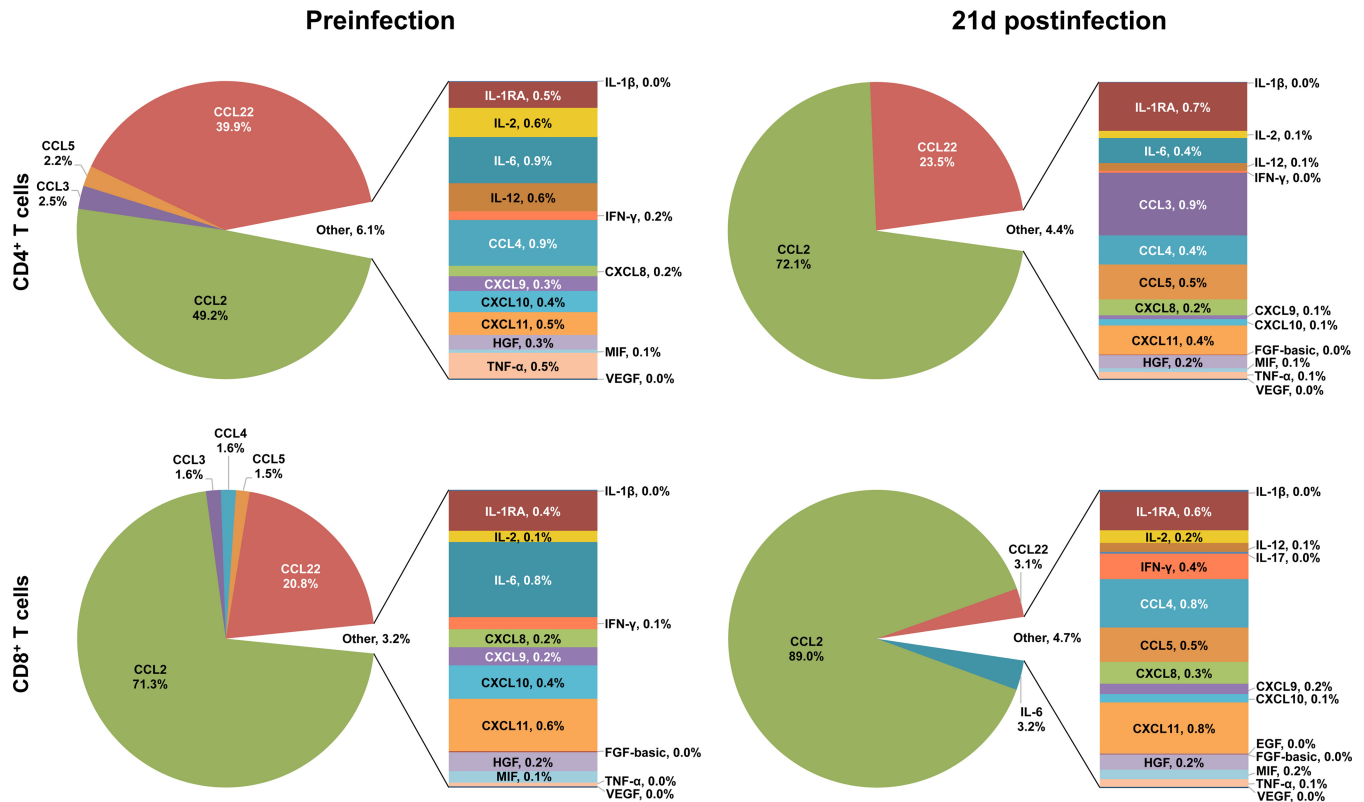 Preinfection
21d postinfection
CD4⁺ T cells
CCL22
39.9%
CCL5
2.2%
CCL3
2.5%
CCL2
49.2%
Other, 6.1%
IL-1β, 0.0%
IL-1RA, 0.5%
IL-2, 0.6%
IL-6, 0.9%
IL-12, 0.6%
IFN-γ, 0.2%
CCL4, 0.9%
CXCL8, 0.2%
CXCL9, 0.3%
CXCL10, 0.4%
CXCL11, 0.5%
HGF, 0.3%
MIF, 0.1%
TNF-α, 0.5%
VEGF, 0.0%
CCL22
23.5%
CCL2
72.1%
Other, 4.4%
IL-1β, 0.0%
IL-1RA, 0.7%
IL-2, 0.1%
IL-6, 0.4%
IL-12, 0.1%
IFN-γ, 0.0%
CCL3, 0.9%
CCL4, 0.4%
CCL5, 0.5%
CXCL8, 0.2%
CXCL9, 0.1%
CXCL10, 0.1%
CXCL11, 0.4%
FGF-basic, 0.0%
HGF, 0.2%
MIF, 0.1%
TNF-α, 0.1%
VEGF, 0.0%
CD8⁺ T cells
CCL4
1.6%
CCL3
1.6%
CCL5
1.5%
CCL22
20.8%
CCL2
71.3%
Other, 3.2%
IL-1β, 0.0%
IL-1RA, 0.4%
IL-2, 0.1%
IL-6, 0.8%
IFN-γ, 0.1%
CXCL8, 0.2%
CXCL9, 0.2%
CXCL10, 0.4%
CXCL11, 0.6%
FGF-basic, 0.0%
HGF, 0.2%
MIF, 0.1%
TNF-α, 0.0%
VEGF, 0.0%
CCL22
3.1%
CCL2
89.0%
Other, 4.7%
IL-6
3.2%
IL-1β, 0.0%
IL-1RA, 0.6%
IL-2, 0.2%
IL-12, 0.1%
IL-17, 0.0%
IFN-γ, 0.4%
CCL4, 0.8%
CCL5, 0.5%
CXCL8, 0.3%
CXCL9, 0.2%
CXCL10, 0.1%
CXCL11, 0.8%
EGF, 0.0%
FGF-basic, 0.0%
HGF, 0.2%
MIF, 0.2%
TNF-α, 0.1%
VEGF, 0.0%